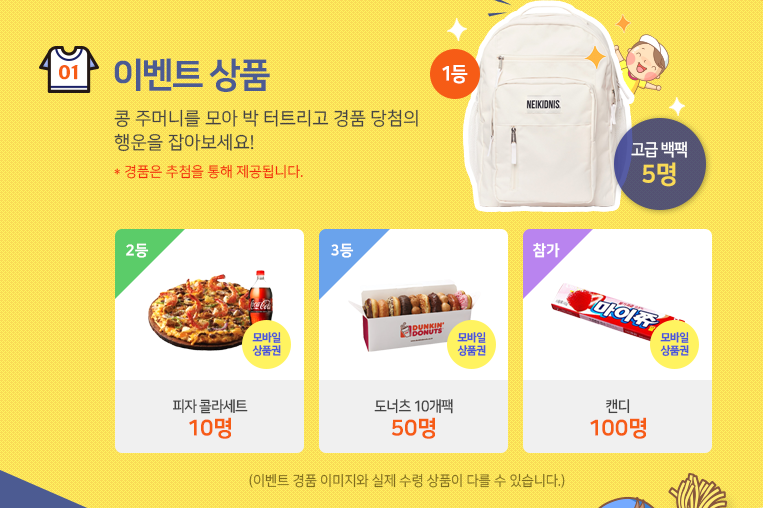 01
이벤트 상품
콩 주머니를 모아 박 터트리고 경품 당첨의
행운을 잡아보세요!
* 경품은 추첨을 통해 제공됩니다.
1등
NEIKIDNIS.
고급 백팩
5명
2등
Coca-Cola
모바일
상품권
피자 콜라세트
10명
3등
DUNKIN'
DONUTS
모바일
상품권
도너츠 10개팩
50명
참가
마이쮸
모바일
상품권
캔디
100명
(이벤트 경품 이미지와 실제 수령 상품이 다를 수 있습니다.)